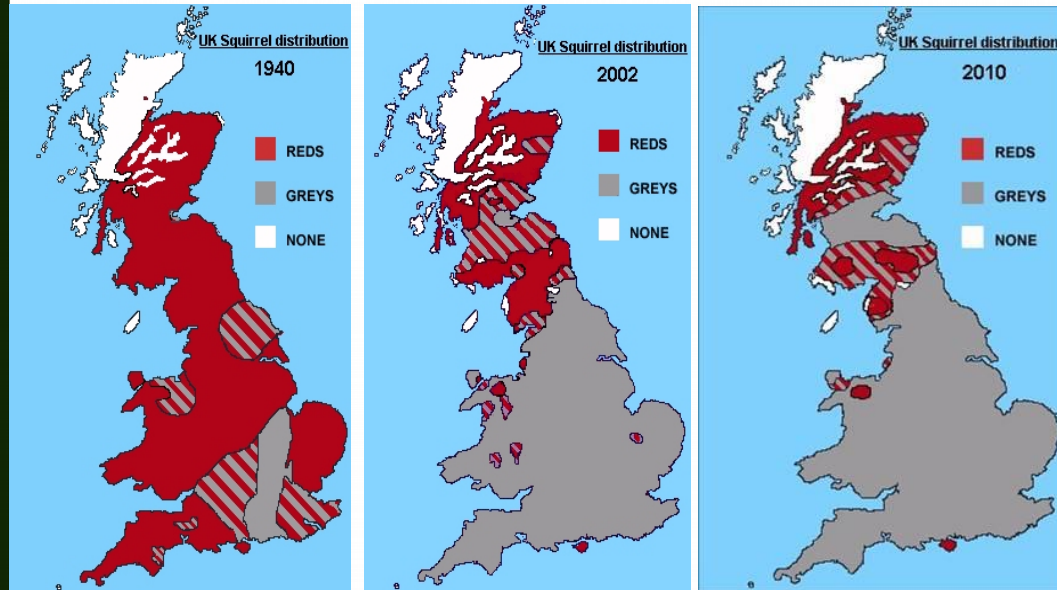 UK Squirrel distribution
1940
REDS
GREYS
NONE
UK Squirrel distribution
2002
REDS
GREYS
NONE
UK Squirrel distribution
2010
REDS
GREYS
NONE